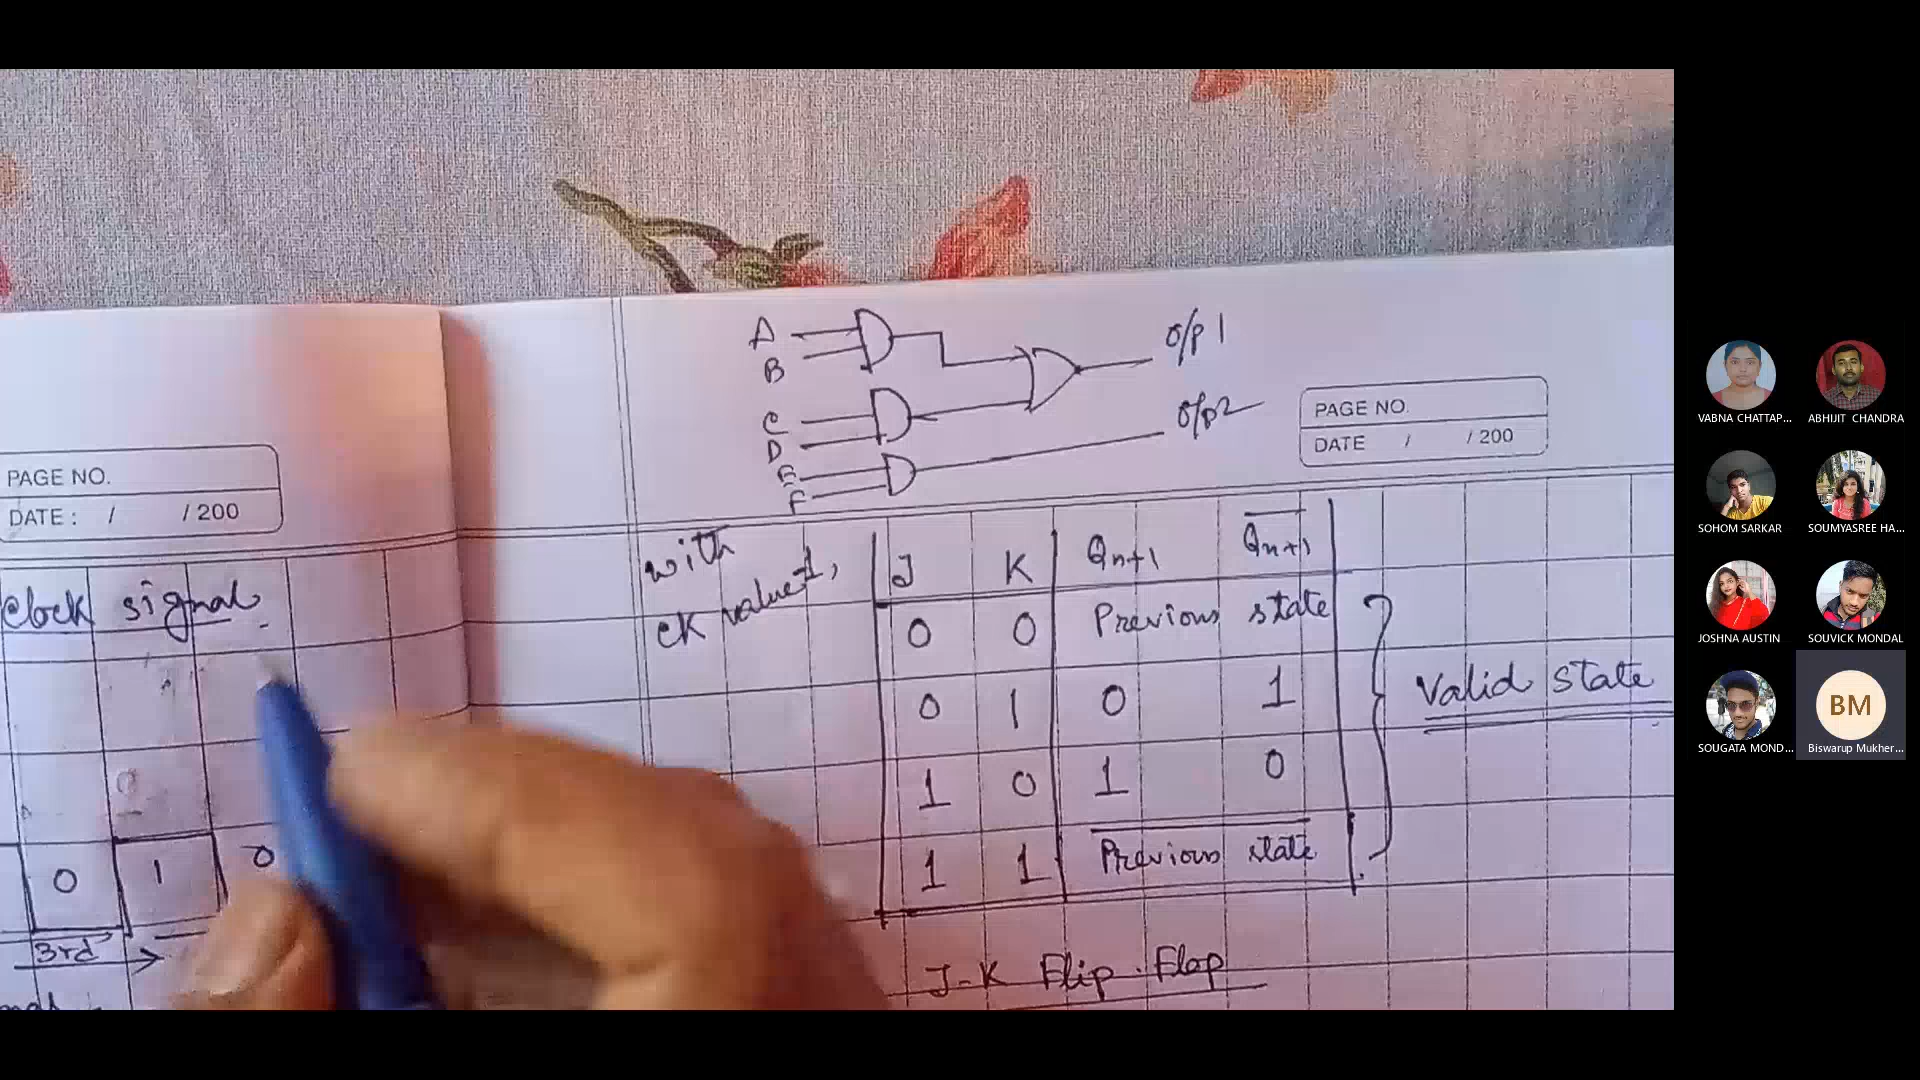 A
B
C
D
E
F
O/P 1
O/P2
PAGE NO.
DATE / / 200
PAGE NO.
DATE : / / 200
Clock signal
0 1 0
3rd
with
CK value=1,
J K Qn+1 Q̅n+1
0 0 Previous state
0 1 0 1
1 0 1 0
1 1 Previous state
Valid state
J-K Flip-Flop
VABNA CHATTAP...
ABHIJIT CHANDRA
SOHOM SARKAR
SOUMYASREE HA...
JOSHNA AUSTIN
SOUVICK MONDAL
SOUGATA MOND...
BM
Biswarup Mukher...